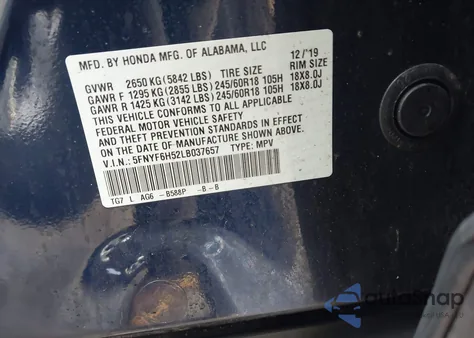 MFD. BY HONDA MFG. OF ALABAMA, LLC 12/'19
GVWR 2650 KG (5842 LBS) TIRE SIZE RIM SIZE
GAWR F 1295 KG (2855 LBS) 245/60R18 105H 18X8.0J
GAWR R 1425 KG (3142 LBS) 245/60R18 105H 18X8.0J
THIS VEHICLE CONFORMS TO ALL APPLICABLE
FEDERAL MOTOR VEHICLE SAFETY
AND THEFT PREVENTION STANDARDS IN EFFECT
ON THE DATE OF MANUFACTURE SHOWN ABOVE.
V.I.N: 5FNYF6H52LB037657 TYPE: MPV
TG7 L AG6 -B588P -B-B
autosnap